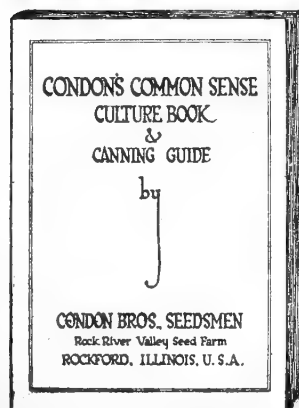 CONDON'S COMMON SENSE
CULTURE BOOK
&
CANNING GUIDE
by
CONDON BROS., SEEDSMEN
Rock River Valley Seed Farm
ROCKFORD, ILLINOIS, U.S.A.